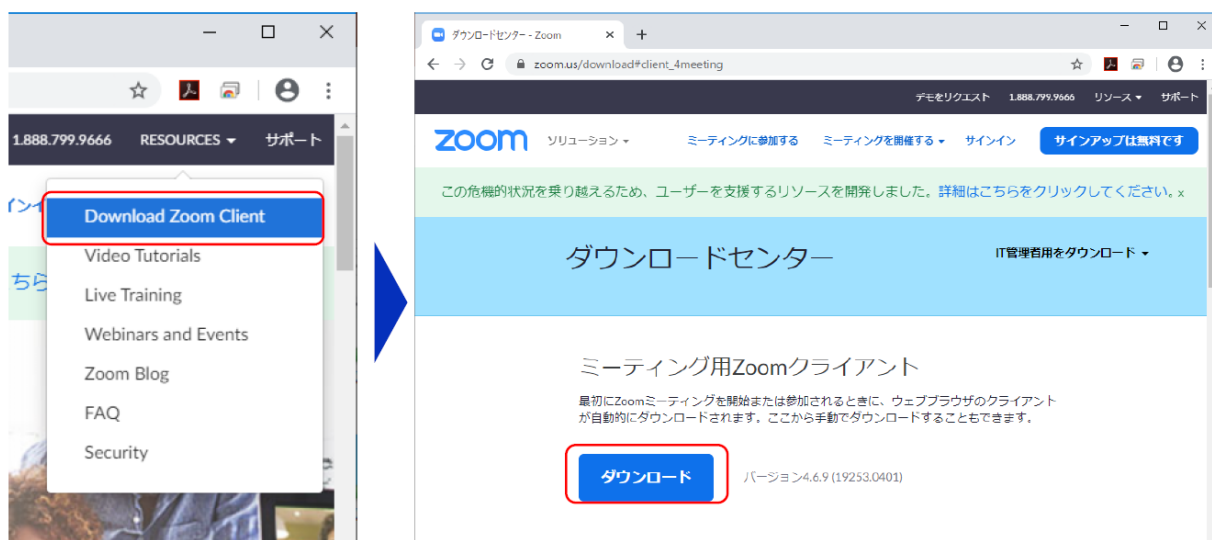 1.888.799.9666 RESOURCES サポート
Download Zoom Client
Video Tutorials
ちら
Live Training
Webinars and Events
Zoom Blog
FAQ
Security
ダウンロードセンター - Zoom
zoom.us/download#client_4meeting
デモをリクエスト 1.888.799.9666 リソース サポート
zoom ソリューション ミーティングに参加する ミーティングを開催する サインイン サインアップは無料です
この危機的状況を乗り越えるため、ユーザーを支援するリソースを開発しました。詳細はこちらをクリックしてください。x
ダウンロードセンター IT管理者用をダウンロード
ミーティング用Zoomクライアント
最初にZoomミーティングを開始または参加されるときに、ウェブブラウザのクライアント
が自動的にダウンロードされます。ここから手動でダウンロードすることもできます。
ダウンロード バージョン4.6.9 (19253.0401)